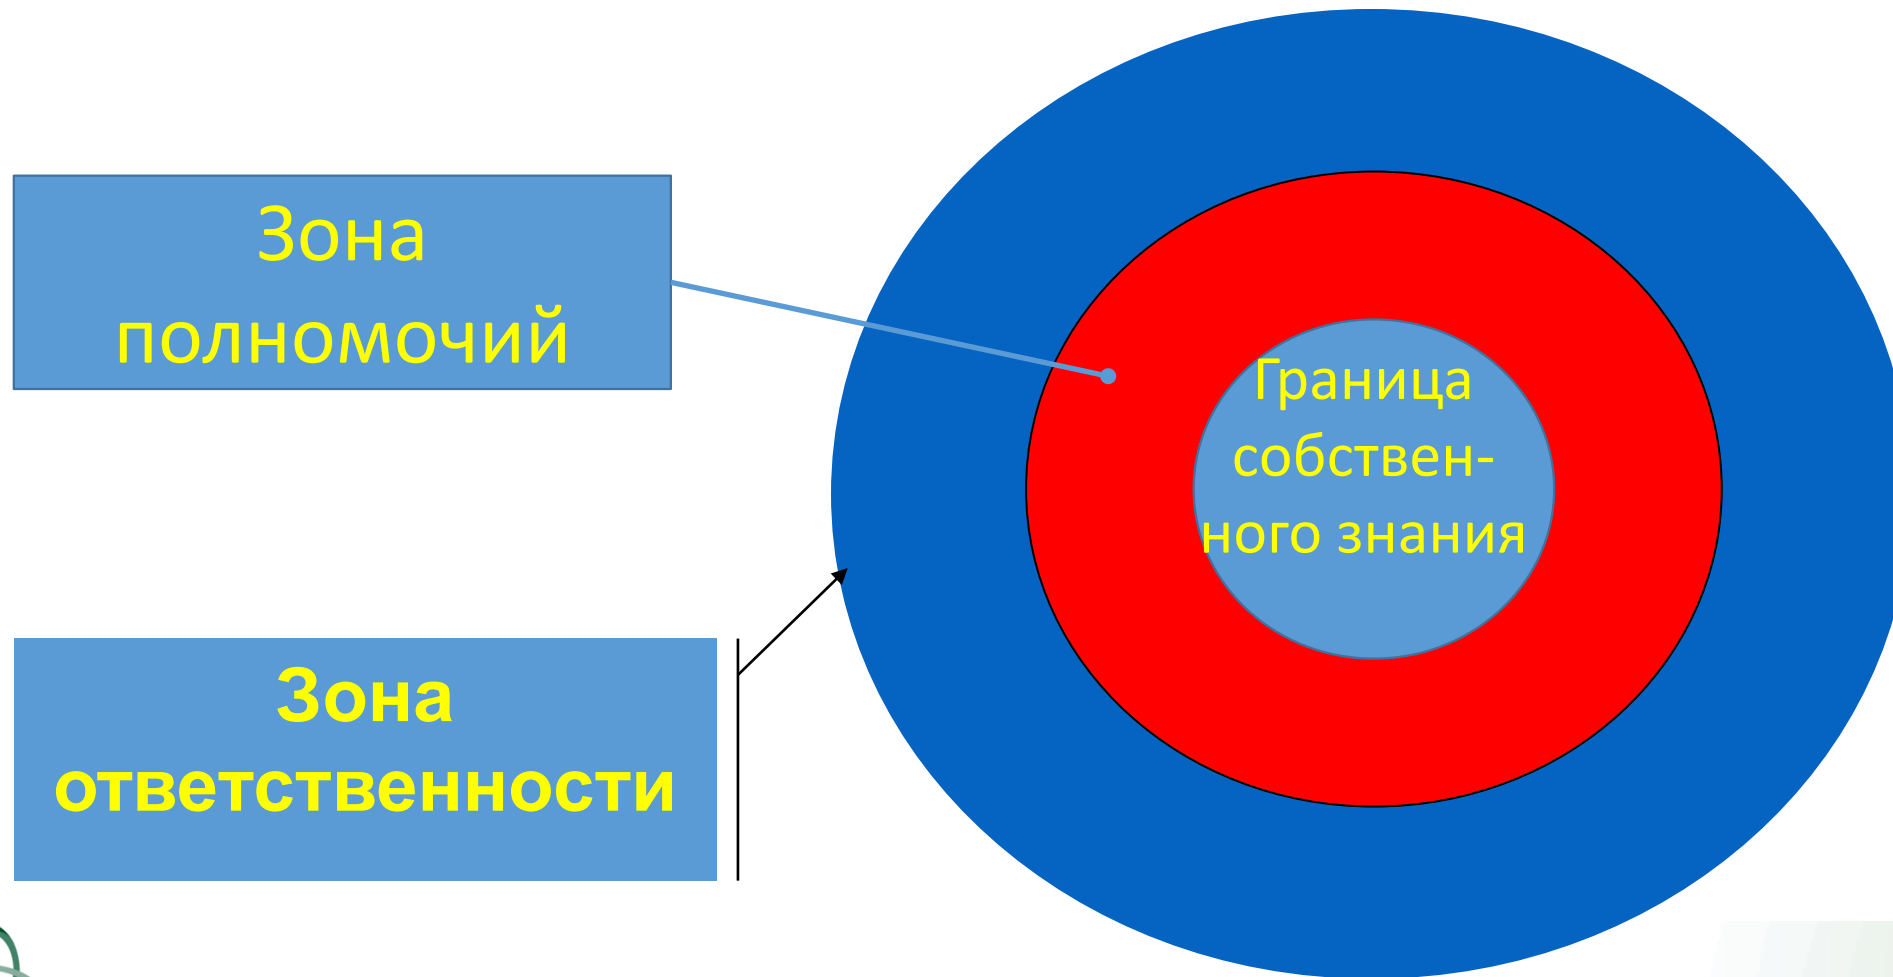 Зона
полномочий
Граница
собствен-
ного знания
Зона
ответственности